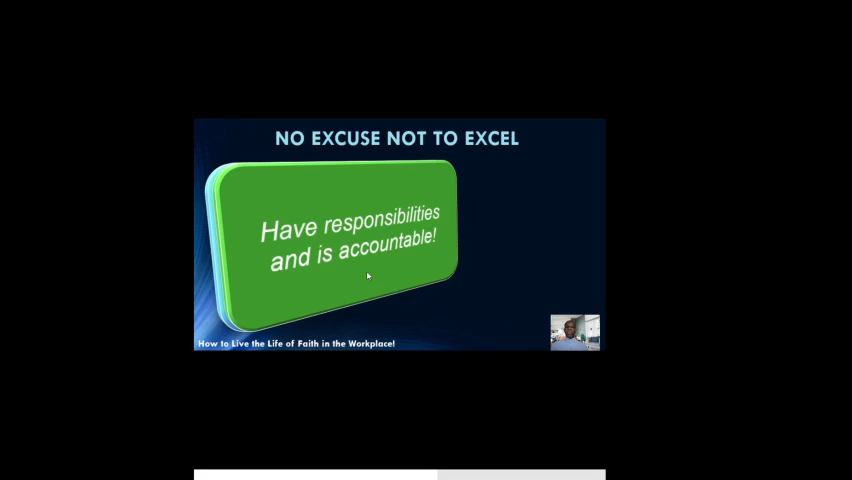 NO EXCUSE NOT TO EXCEL
Have responsibilities
and is accountable!
How to Live the Life of Faith in the Workplace!